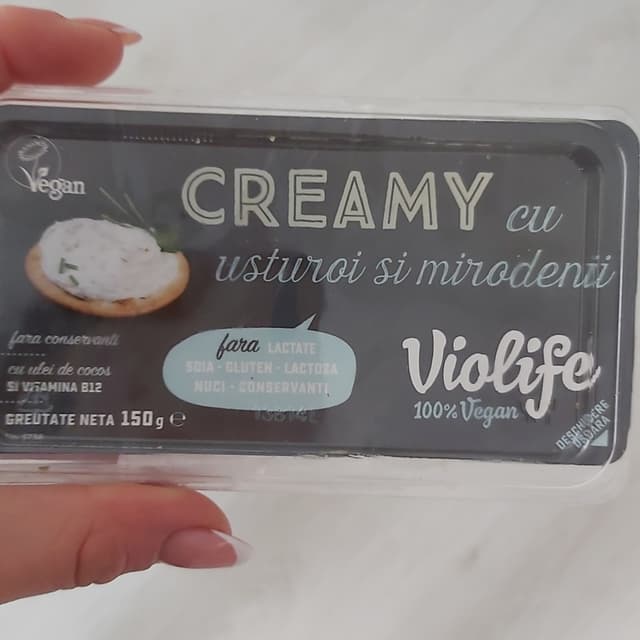 Vegan
CREAMY cu
usturoi si mirodenii
fara conservanti
cu ulei de cocos
SI VITAMINA B12
GREUTATE NETA 150g e
fara LACTATE
SOIA - GLUTEN - LACTOZA
NUCI - CONSERVANTI
Violife
100% Vegan
DESCHIDERE
USOARA